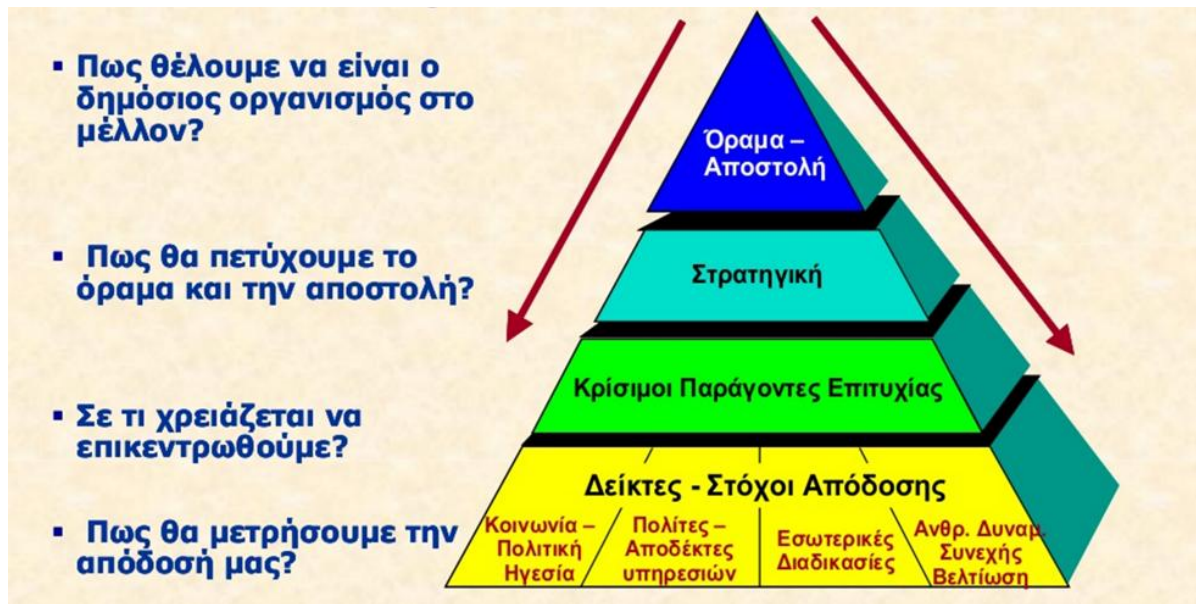 ▪ Πως θέλουμε να είναι ο
δημόσιος οργανισμός στο
μέλλον?
▪ Πως θα πετύχουμε το
όραμα και την αποστολή?
▪ Σε τι χρειάζεται να
επικεντρωθούμε?
▪ Πως θα μετρήσουμε την
απόδοσή μας?
Όραμα –
Αποστολή
Στρατηγική
Κρίσιμοι Παράγοντες Επιτυχίας
Δείκτες - Στόχοι Απόδοσης
Κοινωνία –
Πολιτική
Ηγεσία
Πολίτες –
Αποδέκτες
υπηρεσιών
Εσωτερικές
Διαδικασίες
Ανθρ. Δυναμ.
Συνεχής
Βελτίωση